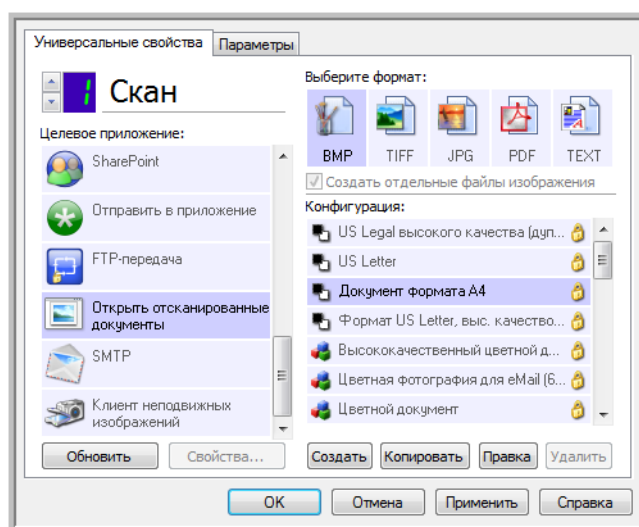 Универсальные свойства
Параметры
1
Скан
Целевое приложение:
SharePoint
Отправить в приложение
FTP-передача
Открыть отсканированные
документы
SMTP
Клиент неподвижных
изображений
Обновить
Свойства...
Выберите формат:
BMP
TIFF
JPG
PDF
TEXT
Создать отдельные файлы изображения
Конфигурация:
US Legal высокого качества (дуп...
US Letter
Документ формата A4
Формат US Letter, выс. качество...
Высококачественный цветной д...
Цветная фотография для eMail (6...
Цветной документ
Создать
Копировать
Правка
Удалить
OK
Отмена
Применить
Справка